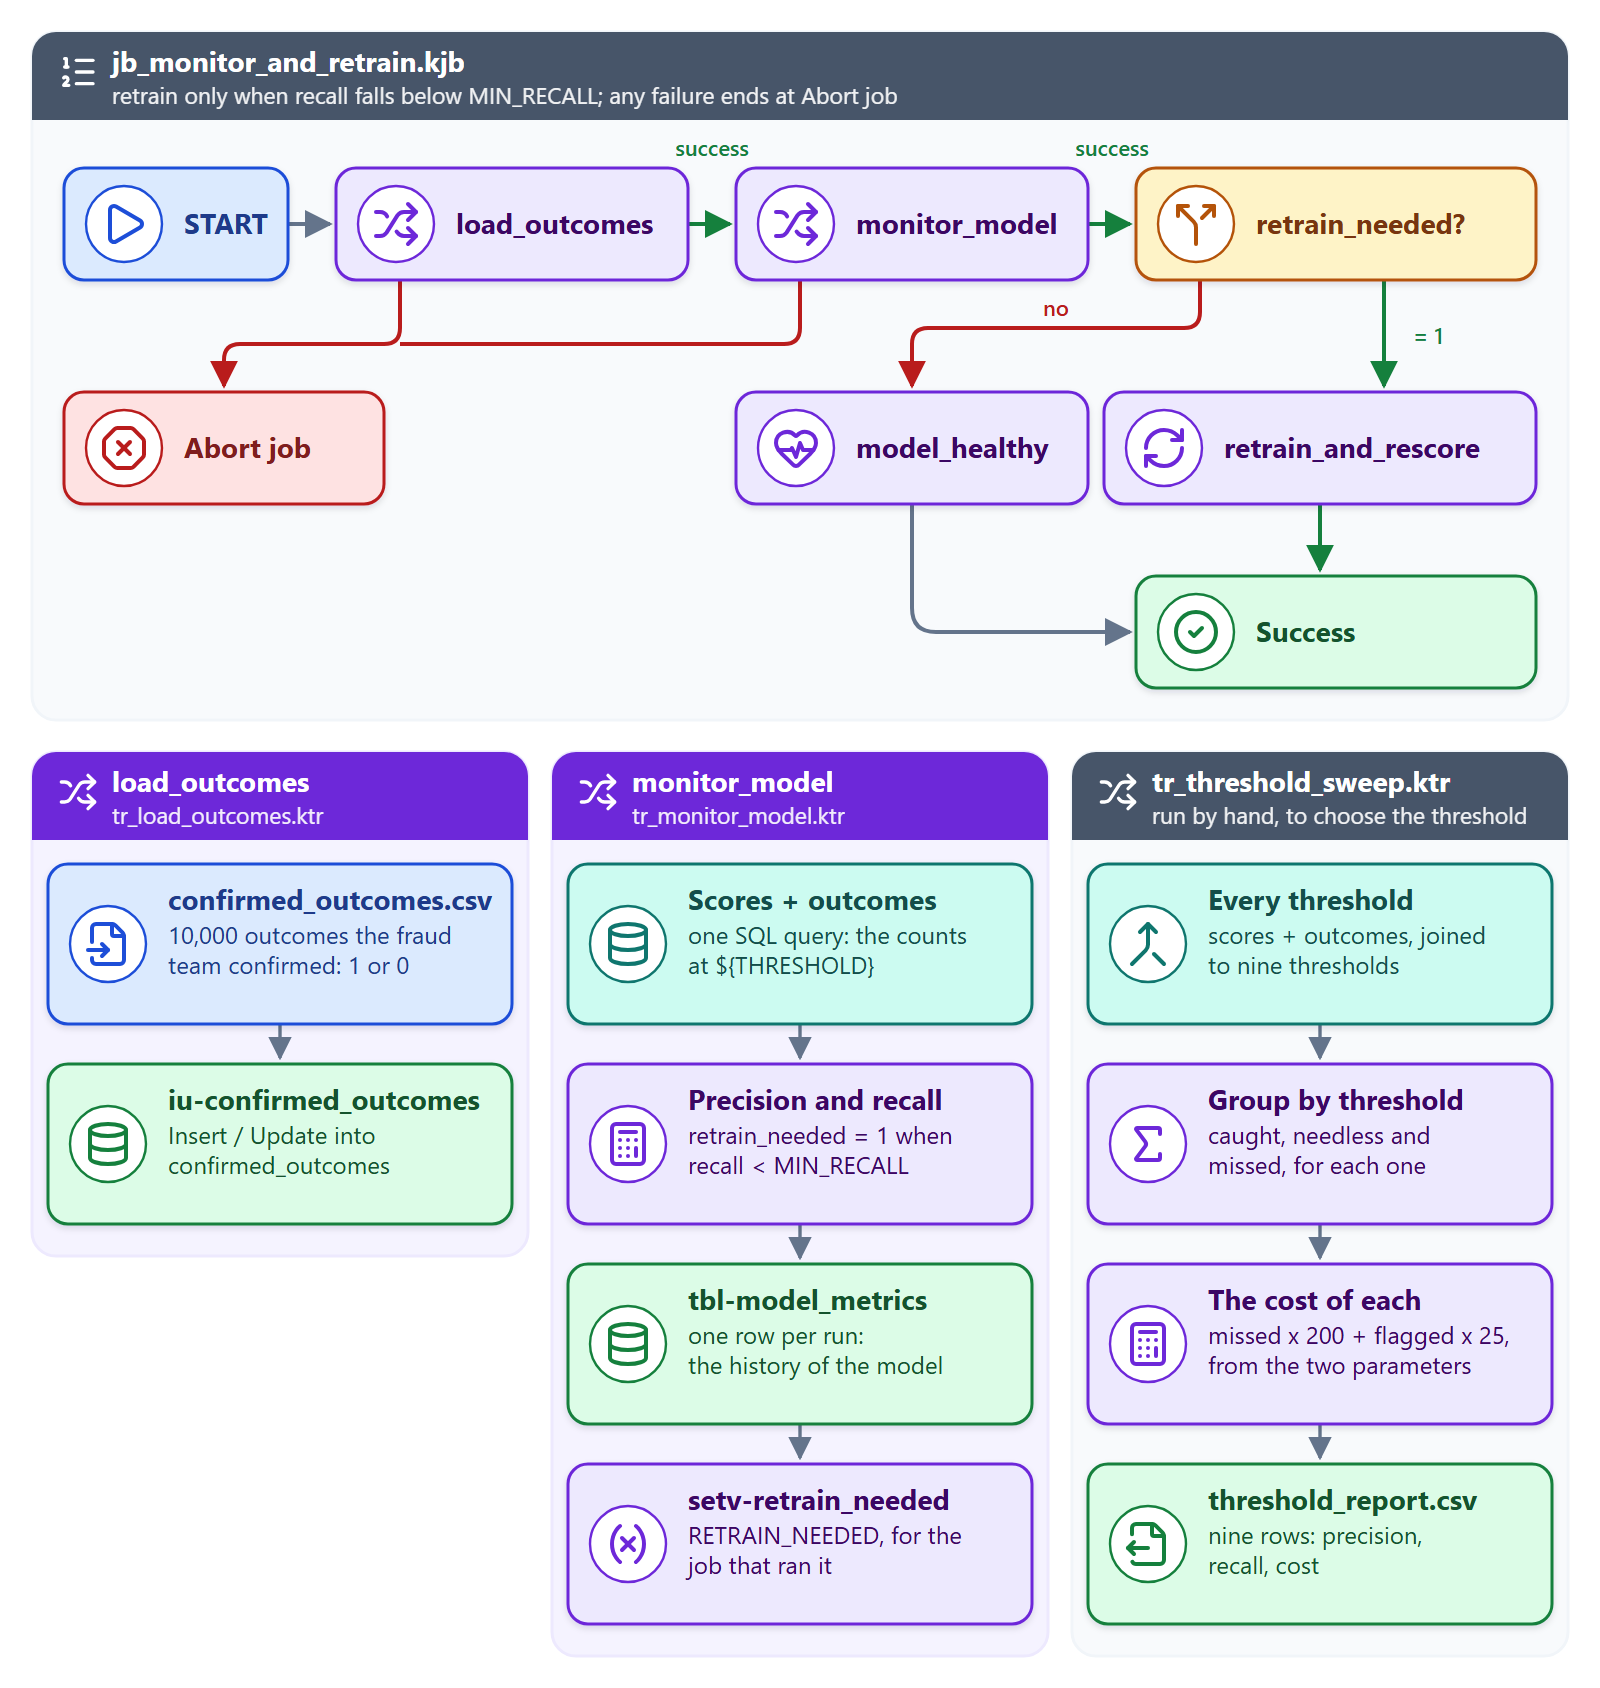 jb_monitor_and_retrain.kjb
retrain only when recall falls below MIN_RECALL; any failure ends at Abort job
success
success
START
load_outcomes
monitor_model
retrain_needed?
no
= 1
Abort job
model_healthy
retrain_and_rescore
Success
load_outcomes
tr_load_outcomes.ktr
confirmed_outcomes.csv
10,000 outcomes the fraud
team confirmed: 1 or 0
iu-confirmed_outcomes
Insert / Update into
confirmed_outcomes
monitor_model
tr_monitor_model.ktr
Scores + outcomes
one SQL query: the counts
at ${THRESHOLD}
Precision and recall
retrain_needed = 1 when
recall < MIN_RECALL
tbl-model_metrics
one row per run:
the history of the model
setv-retrain_needed
RETRAIN_NEEDED, for the
job that ran it
tr_threshold_sweep.ktr
run by hand, to choose the threshold
Every threshold
scores + outcomes, joined
to nine thresholds
Group by threshold
caught, needless and
missed, for each one
The cost of each
missed x 200 + flagged x 25,
from the two parameters
threshold_report.csv
nine rows: precision,
recall, cost